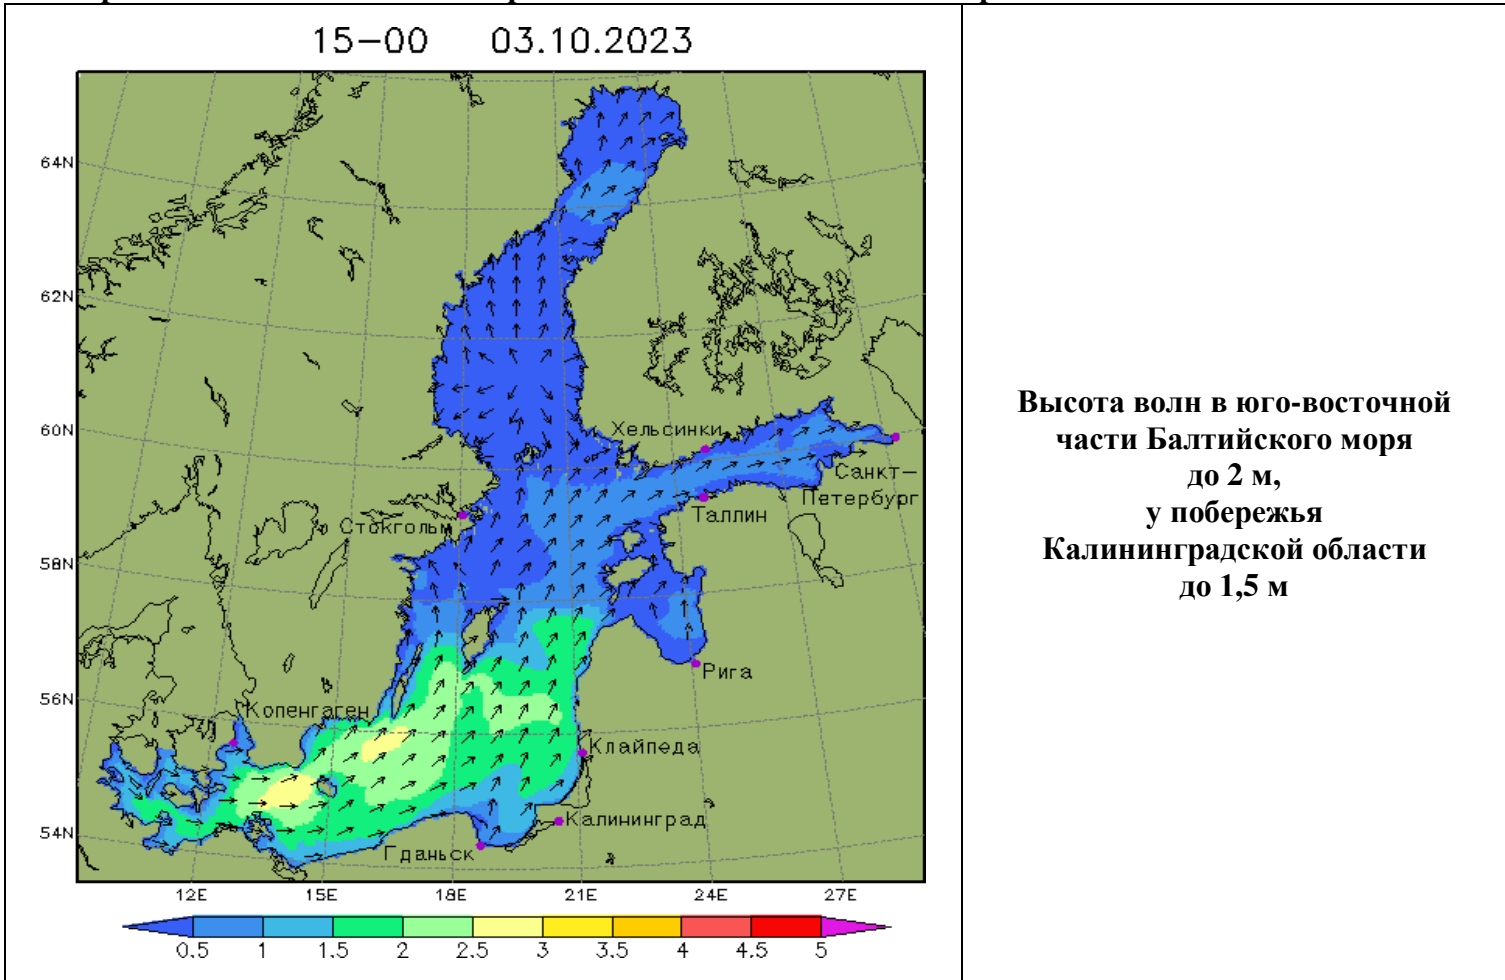 15-00 03.10.2023
64N
62N
60N
58N
56N
54N
Хельсинки
Санкт-
Петербург
Таллин
Стокгольм
Рига
Копенгаген
Клайпеда
Калининград
Гданьск
12E 15E 18E 21E 24E 27E
0.5 1 1.5 2 2.5 3 3.5 4 4.5 5
Высота волн в юго-восточной
части Балтийского моря
до 2 м,
у побережья
Калининградской области
до 1,5 м